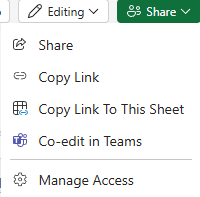 Editing Share
Share
Copy Link
Copy Link To This Sheet
Co-edit in Teams
Manage Access